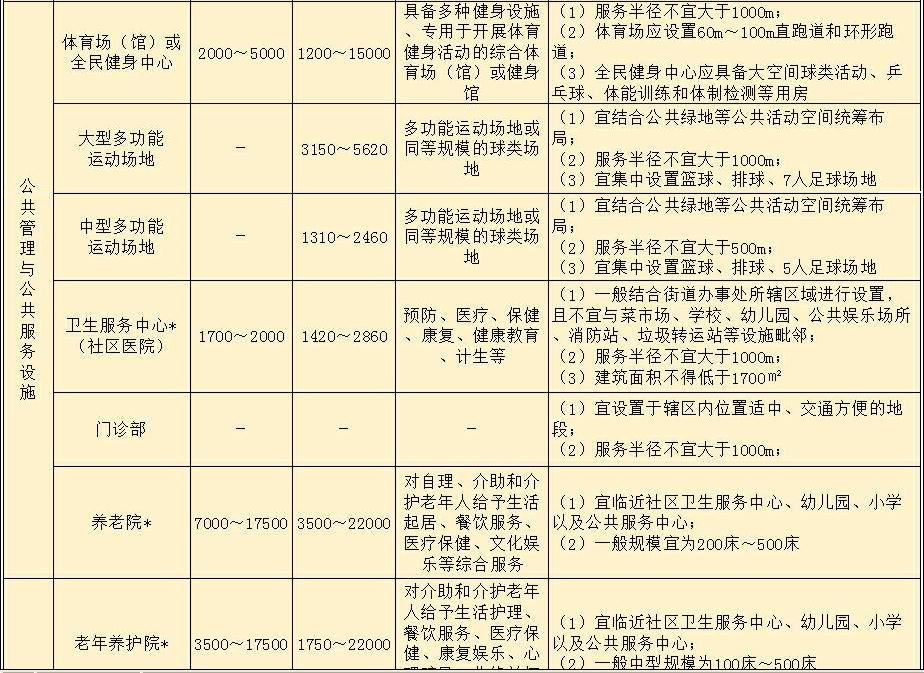 公共管理与公共服务设施
体育场（馆）或
全民健身中心
2000～5000
1200～15000
具备多种健身设施
、专用于开展体育
健身活动的综合体
育场（馆）或健身
馆
（1）服务半径不宜大于1000m；
（2）体育场应设置60m～100m直跑道和环形跑
道；
（3）全民健身中心应具备大空间球类活动、乒
乓球、体能训练和体制检测等用房
大型多功能
运动场地
－
3150～5620
多功能运动场地或
同等规模的球类场
地
（1）宜结合公共绿地等公共活动空间统筹布
局；
（2）服务半径不宜大于1000m；
（3）宜集中设置篮球、排球、7人足球场地
中型多功能
运动场地
－
1310～2460
多功能运动场地或
同等规模的球类场
地
（1）宜结合公共绿地等公共活动空间统筹布
局；
（2）服务半径不宜大于500m；
（3）宜集中设置篮球、排球、5人足球场地
卫生服务中心*
（社区医院）
1700～2000
1420～2860
预防、医疗、保健
、康复、健康教育
、计生等
（1）一般结合街道办事处所辖区域进行设置，
且不宜与菜市场、学校、幼儿园、公共娱乐场所
、消防站、垃圾转运站等设施毗邻；
（2）服务半径不宜大于1000m；
（3）建筑面积不得低于1700㎡
门诊部
－
－
－
（1）宜设置于辖区内位置适中、交通方便的地
段；
（2）服务半径不宜大于1000m；
养老院*
7000～17500
3500～22000
对自理、介助和介
护老年人给予生活
起居、餐饮服务、
医疗保健、文化娱
乐等综合服务
（1）宜临近社区卫生服务中心、幼儿园、小学
以及公共服务中心；
（2）一般规模宜为200床～500床
老年养护院*
3500～17500
1750～22000
对介助和介护老年
人给予生活护理、
餐饮服务、医疗保
健、康复娱乐、心
（1）宜临近社区卫生服务中心、幼儿园、小学
以及公共服务中心；
（2）一般中型规模为100床～500床